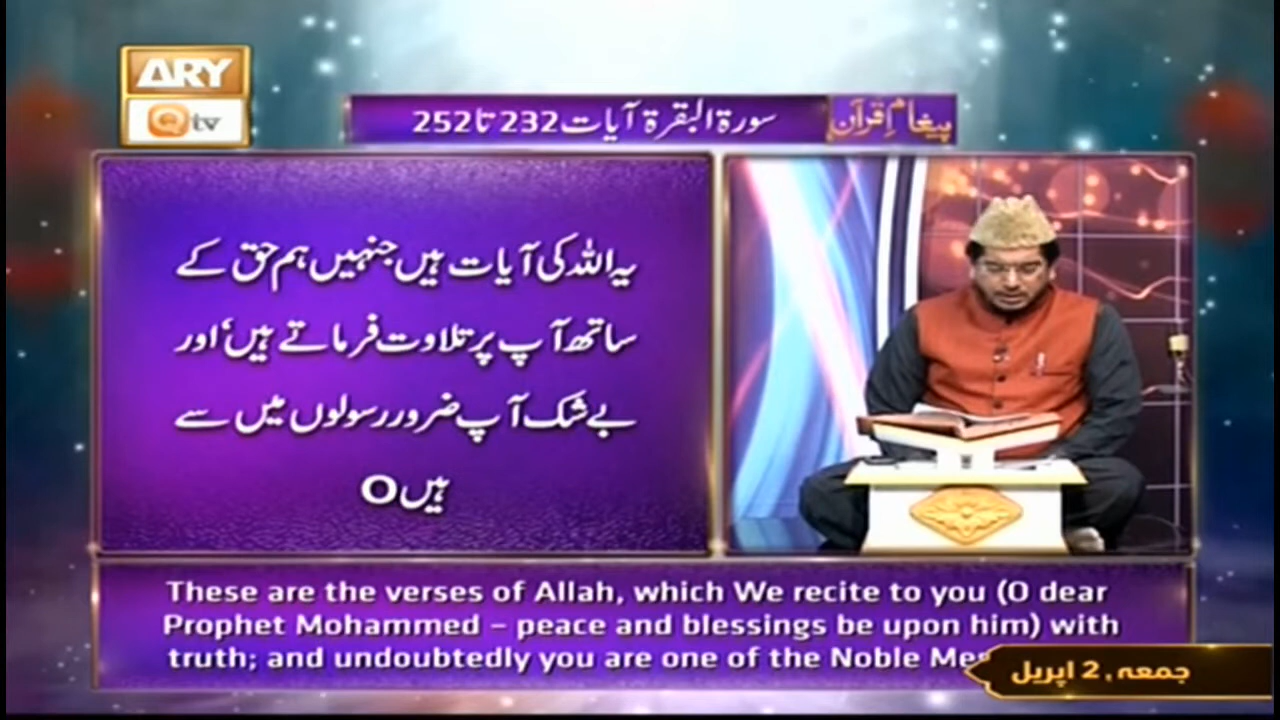 ARY
Qtv
پیغامِ قرآن
سورۃ البقرۃ آیات 232 تا 252
یہ اللہ کی آیات ہیں جنہیں ہم حق کے
ساتھ آپ پر تلاوت فرماتے ہیں‘ اور
بے شک آپ ضرور رسولوں میں سے
ہیں O
These are the verses of Allah, which We recite to you (O dear
Prophet Mohammed – peace and blessings be upon him) with
truth; and undoubtedly you are one of the Noble
جمعہ، 2 اپریل